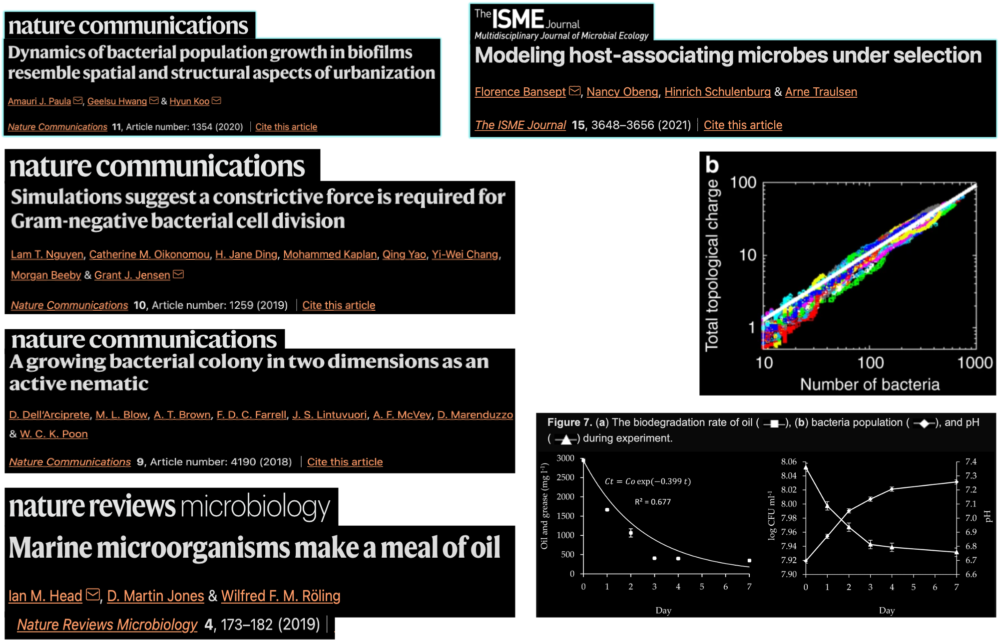 nature communications
Dynamics of bacterial population growth in biofilms
resemble spatial and structural aspects of urbanization
Amauri J. Paula, Geelsu Hwang & Hyun Koo
Nature Communications 11, Article number: 1354 (2020) | Cite this article
The ISME Journal
Multidisciplinary Journal of Microbial Ecology
Modeling host-associating microbes under selection
Florence Bansept, Nancy Obeng, Hinrich Schulenburg & Arne Traulsen
The ISME Journal 15, 3648–3656 (2021) | Cite this article
nature communications
Simulations suggest a constrictive force is required for
Gram-negative bacterial cell division
Lam T. Nguyen, Catherine M. Oikonomou, H. Jane Ding, Mohammed Kaplan, Qing Yao, Yi-Wei Chang,
Morgan Beeby & Grant J. Jensen
Nature Communications 10, Article number: 1259 (2019) | Cite this article
b
Total topological charge
100
10
1
10 100 1000
Number of bacteria
nature communications
A growing bacterial colony in two dimensions as an
active nematic
D. Dell'Arciprete, M. L. Blow, A. T. Brown, F. D. C. Farrell, J. S. Lintuvuori, A. F. McVey, D. Marenduzzo
& W. C. K. Poon
Nature Communications 9, Article number: 4190 (2018) | Cite this article
nature reviews microbiology
Marine microorganisms make a meal of oil
Ian M. Head, D. Martin Jones & Wilfred F. M. Röling
Nature Reviews Microbiology 4, 173–182 (2019) |
Figure 7. (a) The biodegradation rate of oil ( ), (b) bacteria population ( ), and pH
( ) during experiment.
Oil and grease (mg l-1)
3000
2500
2000
1500
1000
500
0
Ct = Co exp(−0.399 t)
R² = 0.677
0 1 2 3 4 5 6 7
Day
log CFU ml-1
8.06
8.04
8.02
8.00
7.98
7.96
7.94
7.92
7.90
7.4
7.3
7.2
7.1
7.0
6.9
6.8
6.7
6.6
pH
0 1 2 3 4 5 6 7
Day